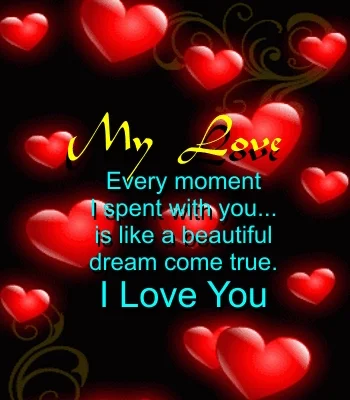 My Love
Every moment
I spent with you...
is like a beautiful
dream come true.
I Love You